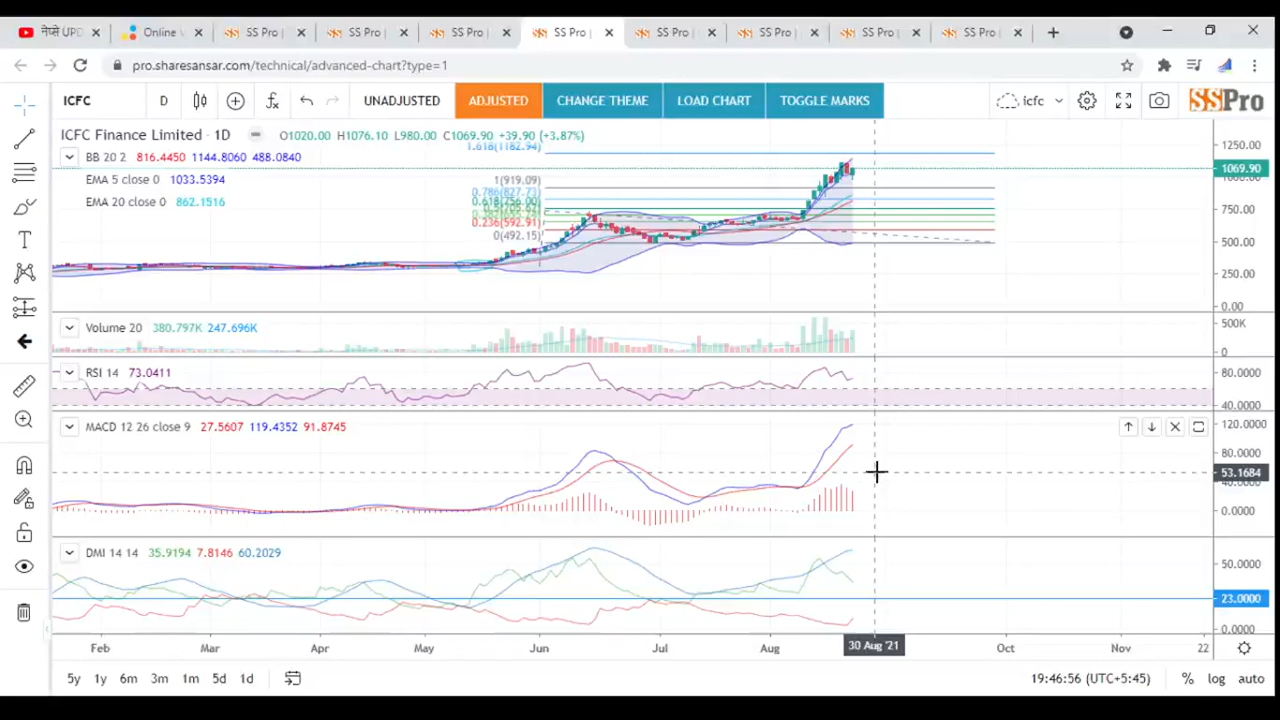 नेप्से UPD
Online v
SS Pro |
SS Pro |
SS Pro |
SS Pro |
SS Pro |
SS Pro |
SS Pro |
SS Pro |
pro.sharesansar.com/technical/advanced-chart?type=1
ICFC D UNADJUSTED ADJUSTED CHANGE THEME LOAD CHART TOGGLE MARKS icfc SSPro
ICFC Finance Limited · 1D O1020.00 H1076.10 L980.00 C1069.90 +39.90 (+3.87%)
BB 20 2 816.4450 1144.8060 488.0840
EMA 5 close 0 1033.5394
EMA 20 close 0 862.1516
1.618(1182.94)
1(919.09)
0.786(827.73)
0.618(756.00)
0.236(592.91)
0(492.15)
1250.00
1069.90
1000.00
750.00
500.00
250.00
0.00
Volume 20 380.797K 247.696K
500K
0
RSI 14 73.0411
80.0000
40.0000
MACD 12 26 close 9 27.5607 119.4352 91.8745
120.0000
80.0000
53.1684
40.0000
0.0000
DMI 14 14 35.9194 7.8146 60.2029
50.0000
23.0000
0.0000
Feb Mar Apr May Jun Jul Aug 30 Aug '21 Oct Nov 22
5y 1y 6m 3m 1m 5d 1d 19:46:56 (UTC+5:45) % log auto